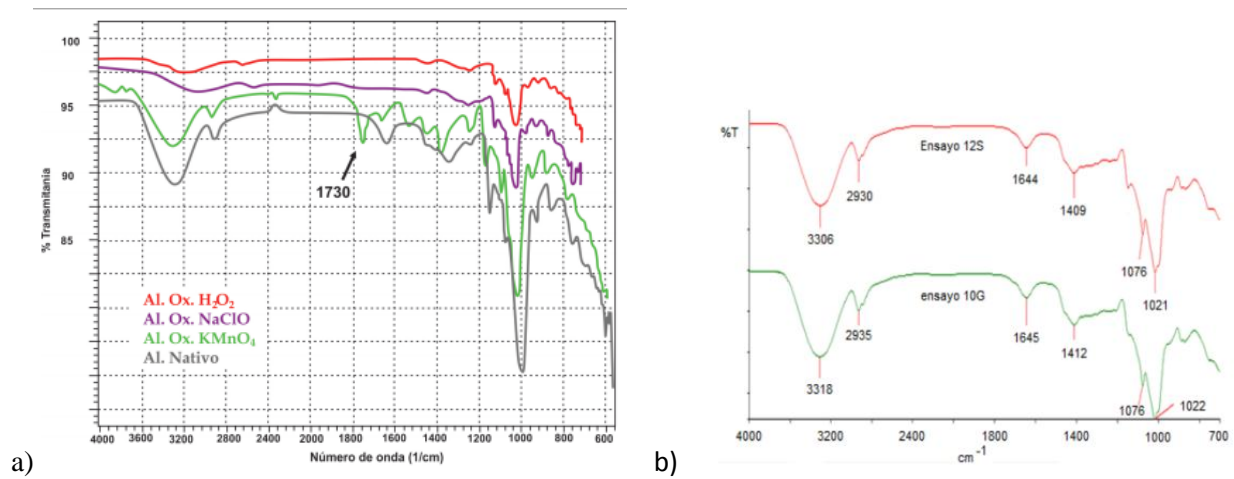 100
95
90
85
% Transmitania
1730
Al. Ox. H₂O₂
Al. Ox. NaClO
Al. Ox. KMnO₄
Al. Nativo
4000 3600 3200 2800 2400 1800 1600 1400 1200 1000 800 600
Número de onda (1/cm)
a)
%T
Ensayo 12S
3306
2930
1644
1409
1076
1021
ensayo 10G
3318
2935
1645
1412
1076
1022
4000 3200 2400 1800 1400 1000 700
cm⁻¹
b)